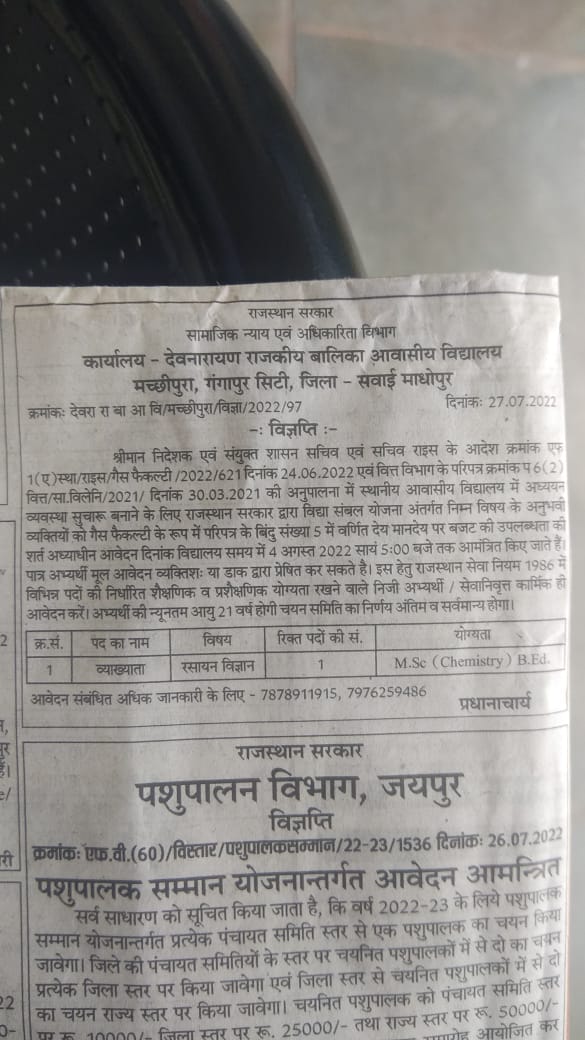 राजस्थान सरकार
सामाजिक न्याय एवं अधिकारिता विभाग
कार्यालय - देवनारायण राजकीय बालिका आवासीय विद्यालय
मच्छीपुरा, गंगापुर सिटी, जिला - सवाई माधोपुर
क्रमांकः देवरा रा बा आ वि/मच्छीपुरा/विज्ञा/2022/97 दिनांकः 27.07.2022
-ः विज्ञप्ति ः-
श्रीमान निदेशक एवं संयुक्त शासन सचिव एवं सचिव राइस के आदेश क्रमांक एफ
1(ए)स्था/राइस/गैस फैकल्टी /2022/621 दिनांक 24.06.2022 एवं वित्त विभाग के परिपत्र क्रमांक प 6(2)
वित्त/सा.विलेनि/2021/ दिनांक 30.03.2021 की अनुपालना में स्थानीय आवासीय विद्यालय में अध्ययन
व्यवस्था सुचारू बनाने के लिए राजस्थान सरकार द्वारा विद्या संबल योजना अंतर्गत निम्न विषय के अनुभवी
व्यक्तियों को गैस फैकल्टी के रूप में परिपत्र के बिंदु संख्या 5 में वर्णित देय मानदेय पर बजट की उपलब्धता की
शर्त अध्याधीन आवेदन दिनांक विद्यालय समय में 4 अगस्त 2022 सायं 5:00 बजे तक आमंत्रित किए जाते हैं।
पात्र अभ्यर्थी मूल आवेदन व्यक्तिशः या डाक द्वारा प्रेषित कर सकते है। इस हेतु राजस्थान सेवा नियम 1986 में
विभिन्न पदों की निर्धारित शैक्षणिक व प्रशैक्षणिक योग्यता रखने वाले निजी अभ्यर्थी / सेवानिवृत्त कार्मिक ही
आवेदन करें। अभ्यर्थी की न्यूनतम आयु 21 वर्ष होगी चयन समिति का निर्णय अंतिम व सर्वमान्य होगा।
क्र.सं. पद का नाम विषय रिक्त पदों की सं. योग्यता
1 व्याख्याता रसायन विज्ञान 1 M.Sc (Chemistry) B.Ed.
आवेदन संबंधित अधिक जानकारी के लिए - 7878911915, 7976259486
प्रधानाचार्य
राजस्थान सरकार
पशुपालन विभाग, जयपुर
विज्ञप्ति
क्रमांकः एफ.वी.(60)/विस्तार/पशुपालकसम्मान/22-23/1536 दिनांकः 26.07.2022
पशुपालक सम्मान योजनान्तर्गत आवेदन आमन्त्रित
सर्व साधारण को सूचित किया जाता है, कि वर्ष 2022-23 के लिये पशुपालक
सम्मान योजनान्तर्गत प्रत्येक पंचायत समिति स्तर से एक पशुपालक का चयन किया
जावेगा। जिले की पंचायत समितियों के स्तर पर चयनित पशुपालकों में से दो का चयन
प्रत्येक जिला स्तर पर किया जावेगा एवं जिला स्तर से चयनित पशुपालकों में से दो
का चयन राज्य स्तर पर किया जावेगा। चयनित पशुपालक को पंचायत समिति स्तर
पर रू. 10000/- जिला स्तर पर रू. 25000/- तथा राज्य स्तर पर रू. 50000/-
आयोजित कर